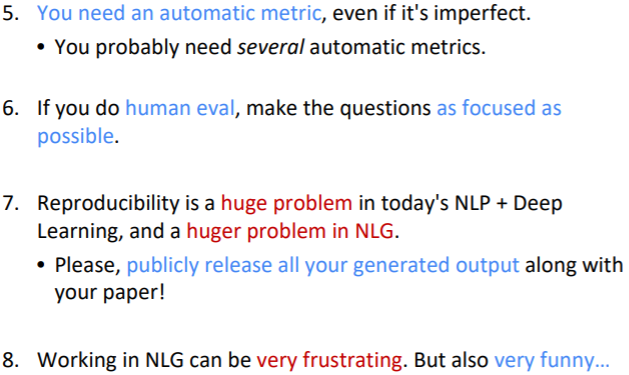 5. You need an automatic metric, even if it's imperfect.
• You probably need several automatic metrics.
6. If you do human eval, make the questions as focused as
possible.
7. Reproducibility is a huge problem in today's NLP + Deep
Learning, and a huger problem in NLG.
• Please, publicly release all your generated output along with
your paper!
8. Working in NLG can be very frustrating. But also very funny...